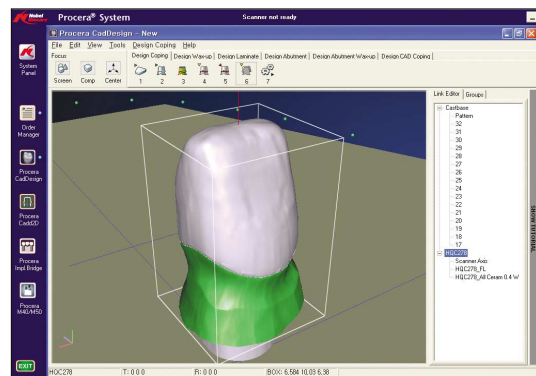 Nobel Biocare
Procera® System
Scanner not ready
Procera CadDesign - New
File Edit View Tools Design Coping Help
Focus
Design Coping Design Wax-up Design Laminate Design Abutment Design Abutment Wax-up Design CAD Coping
Screen Comp Center 1 2 3 4 5 6 7
System
Panel
Order
Manager
Procera
CadDesign
Procera
Cadd2D
Procera
Impl.Bridge
Procera
M40/M50
EXIT
Link Editor Groups
Castbase
Pattern
32
31
30
29
28
27
26
25
24
23
22
21
20
19
18
17
HQC278
Scanner Axis
HQC278_FL
HQC278_All Ceram 0.4 W
SHOW TUTORIAL
HQC278 T: 0 0 0 R: 0 0 0 BOX: 6,584 10,03 6,38